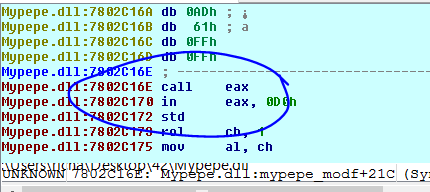 Mypepe.dll:7802C16A db 0ADh ; ¡
Mypepe.dll:7802C16B db 61h ; a
Mypepe.dll:7802C16C db 0FFh
Mypepe.dll:7802C16D db 0FFh
Mypepe.dll:7802C16E ; -----------------------------
Mypepe.dll:7802C16E call eax
Mypepe.dll:7802C170 in eax, 0D0h
Mypepe.dll:7802C172 std
Mypepe.dll:7802C173 rol ch, 1
Mypepe.dll:7802C175 mov al, ch
UNKNOWN 7802C16E: Mypepe.dll:mypepe_modf+21C (Sy